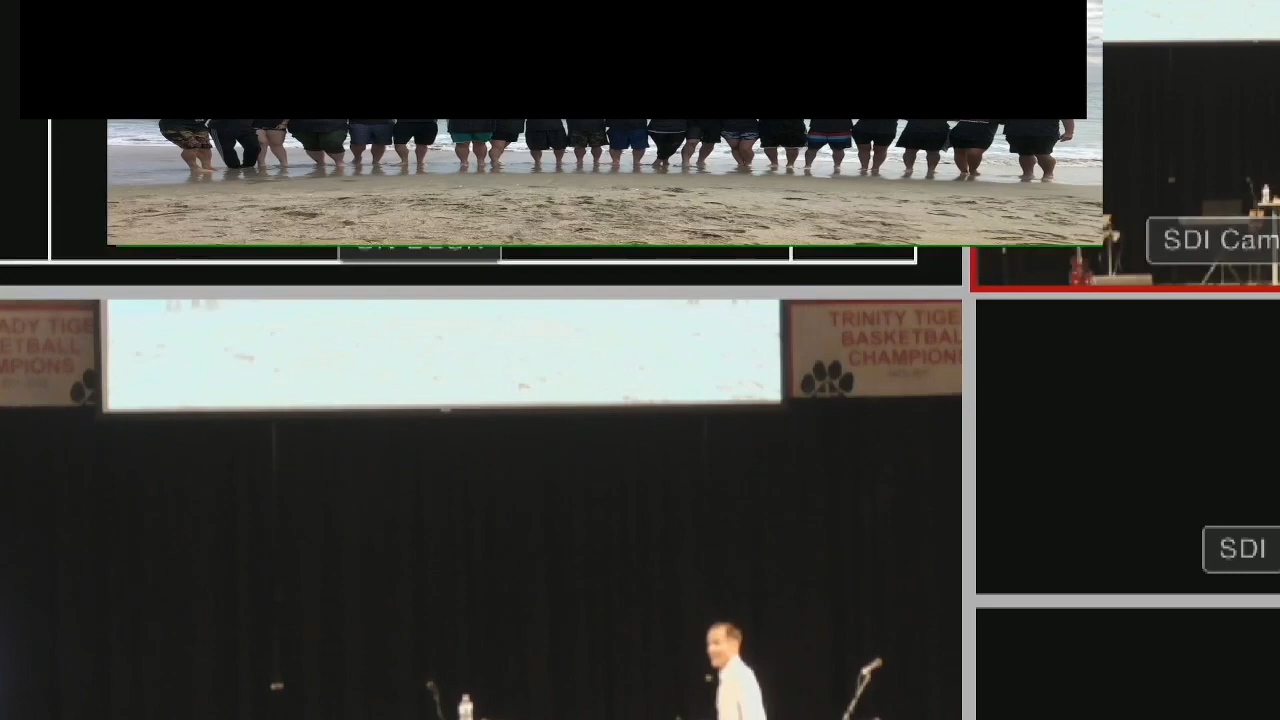 SDI Cam
ADY TIGE
ETBALL
MPIONS
TRINITY TIGE
BASKETBAL
CHAMPION
SDI